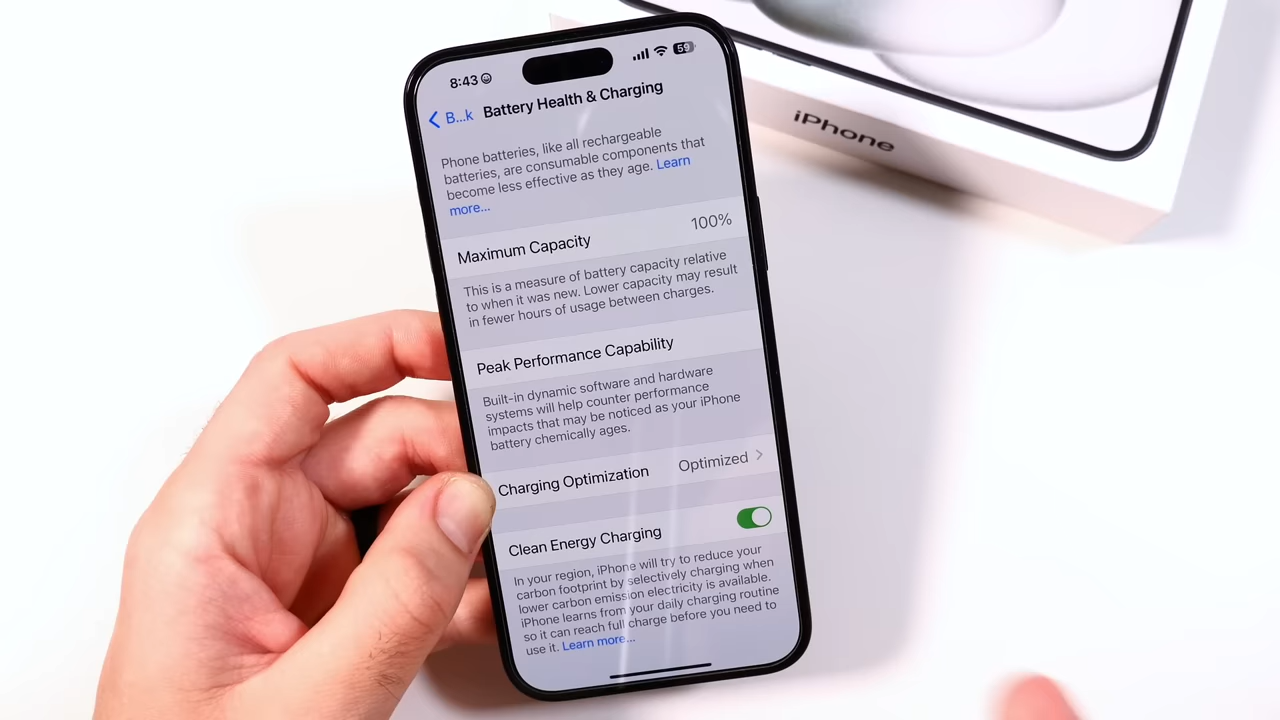 8:43
59
B...k Battery Health & Charging
Phone batteries, like all rechargeable
batteries, are consumable components that
become less effective as they age. Learn
more...
Maximum Capacity 100%
This is a measure of battery capacity relative
to when it was new. Lower capacity may result
in fewer hours of usage between charges.
Peak Performance Capability
Built-in dynamic software and hardware
systems will help counter performance
impacts that may be noticed as your iPhone
battery chemically ages.
Charging Optimization Optimized
Clean Energy Charging
In your region, iPhone will try to reduce your
carbon footprint by selectively charging when
lower carbon emission electricity is available.
iPhone learns from your daily charging routine
so it can reach full charge before you need to
use it. Learn more...
iPhone